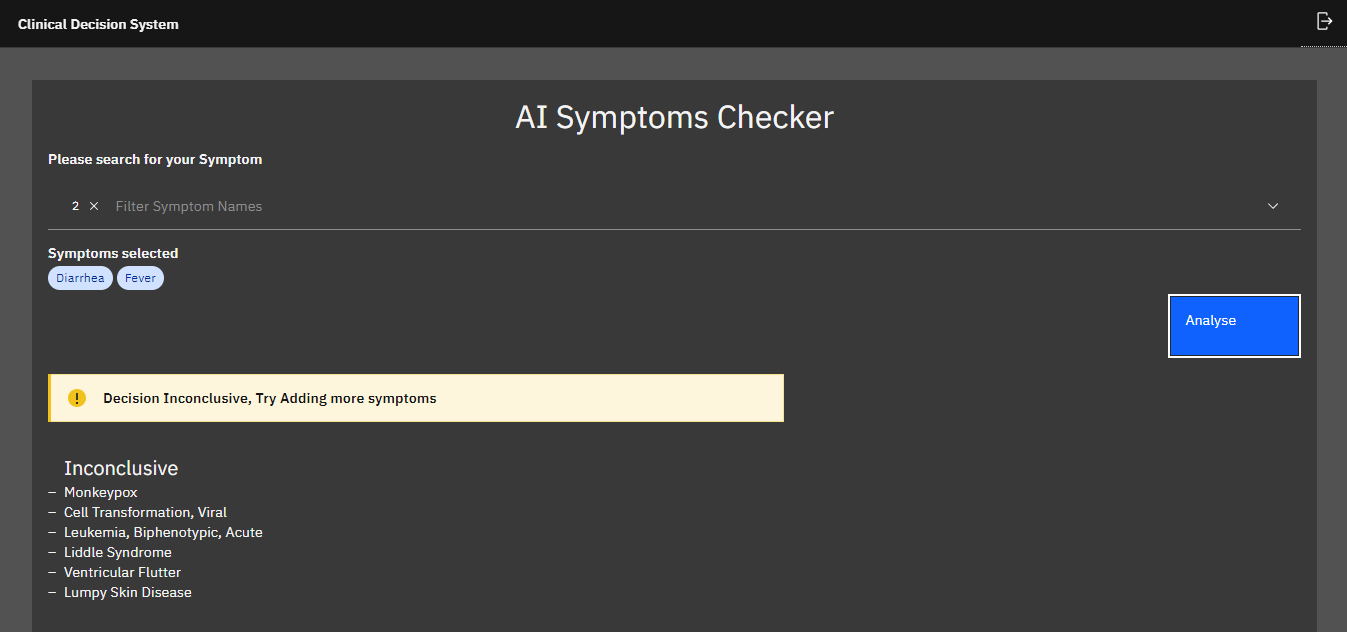 Clinical Decision System
AI Symptoms Checker
Please search for your Symptom
2 × Filter Symptom Names
Symptoms selected
Diarrhea Fever
Analyse
Decision Inconclusive, Try Adding more symptoms
Inconclusive
– Monkeypox
– Cell Transformation, Viral
– Leukemia, Biphenotypic, Acute
– Liddle Syndrome
– Ventricular Flutter
– Lumpy Skin Disease